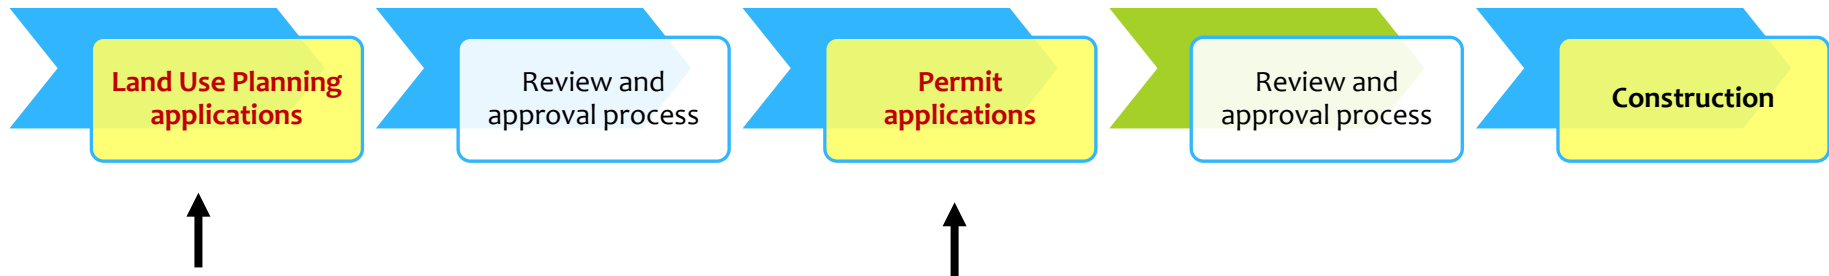 Land Use Planning
applications
Review and
approval process
Permit
applications
Review and
approval process
Construction